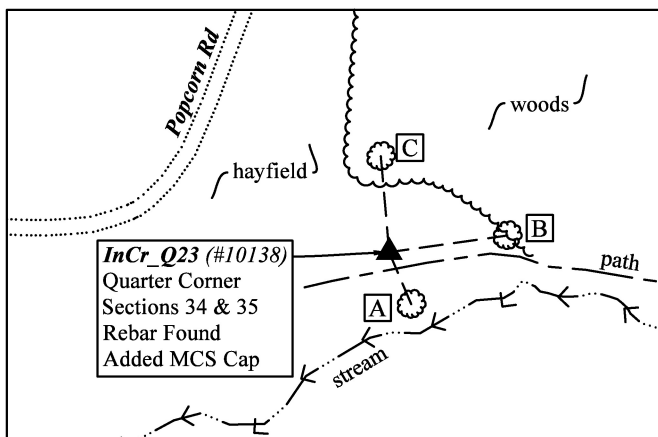 Popcorn Rd
woods
C
hayfield
B
InCr_Q23 (#10138)
Quarter Corner
Sections 34 & 35
Rebar Found
Added MCS Cap
path
A
stream